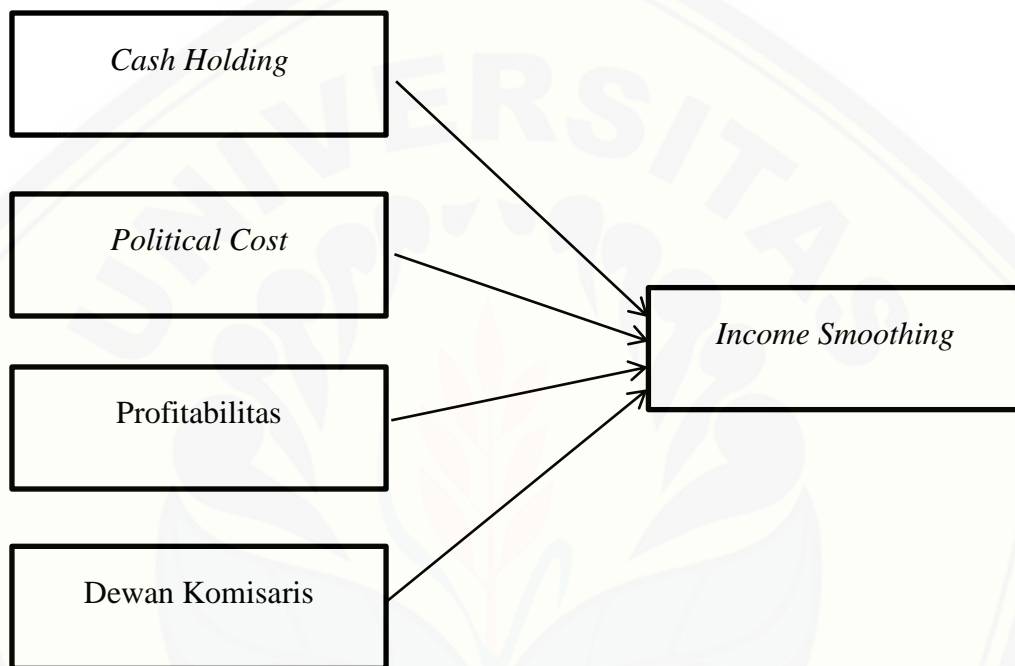 Cash Holding
Political Cost
Profitabilitas
Dewan Komisaris
Income Smoothing
UNIVERSITAS